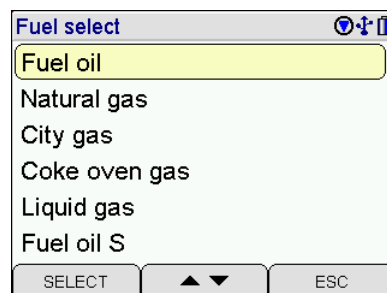 Fuel select
Fuel oil
Natural gas
City gas
Coke oven gas
Liquid gas
Fuel oil S
SELECT ▲ ▼ ESC